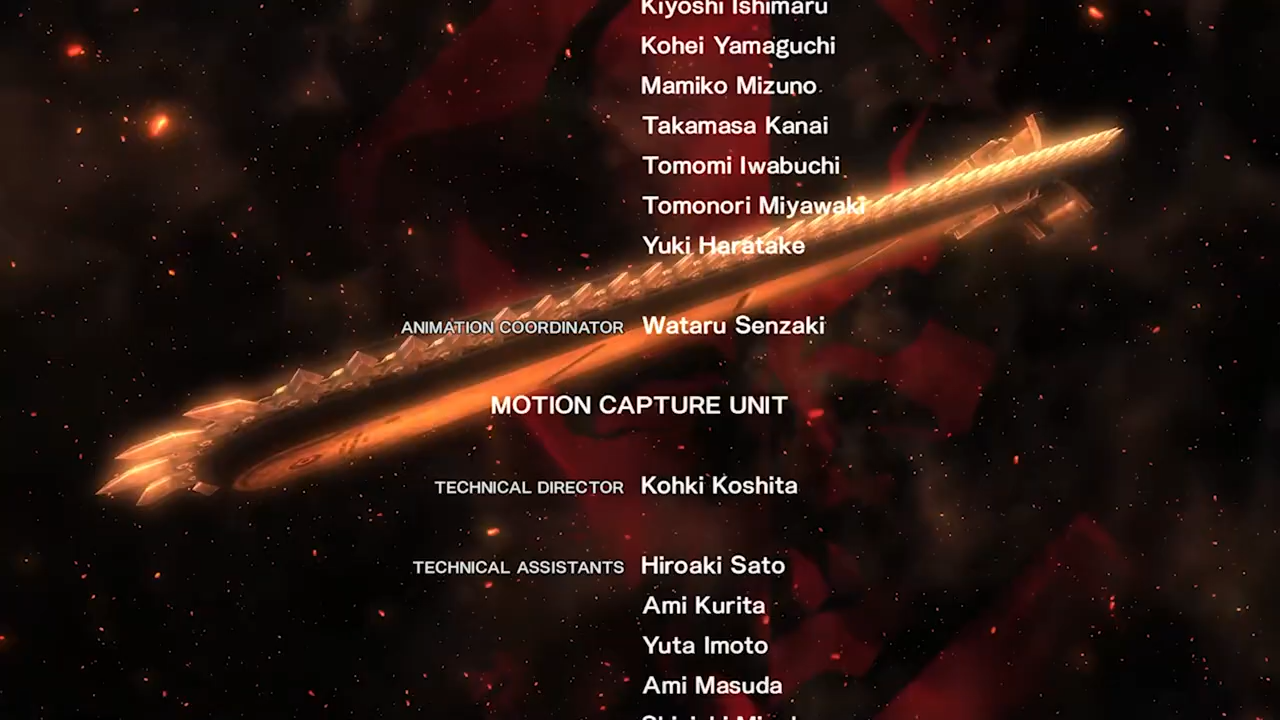 Kiyoshi Ishimaru
Kohei Yamaguchi
Mamiko Mizuno
Takamasa Kanai
Tomomi Iwabuchi
Tomonori Miyawaki
Yuki Haratake
ANIMATION COORDINATOR Wataru Senzaki
MOTION CAPTURE UNIT
TECHNICAL DIRECTOR Kohki Koshita
TECHNICAL ASSISTANTS Hiroaki Sato
Ami Kurita
Yuta Imoto
Ami Masuda